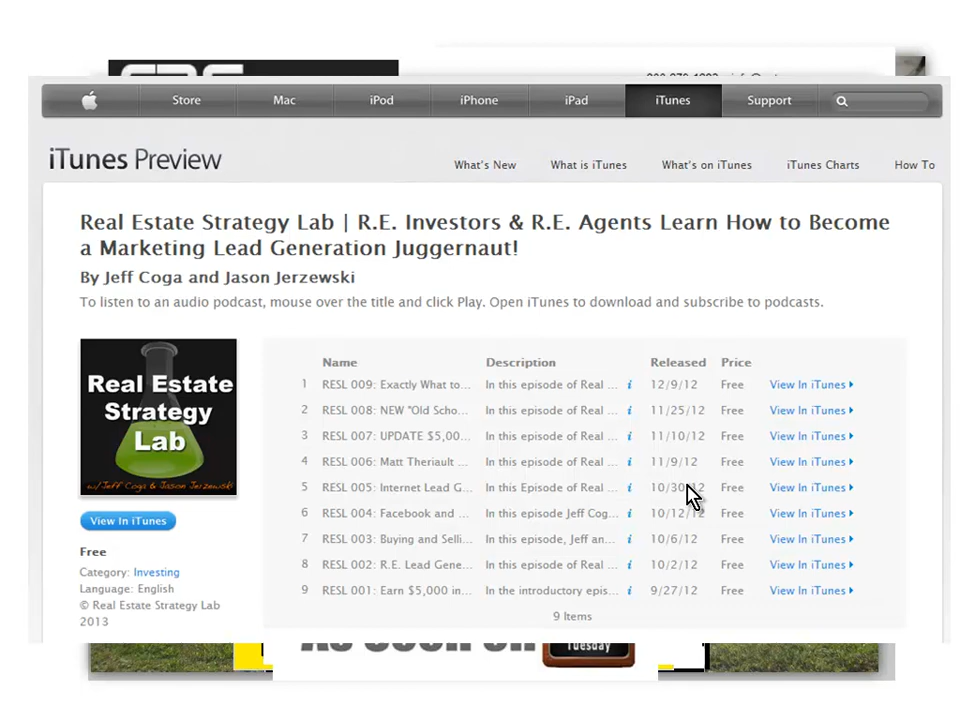 Store Mac iPod iPhone iPad iTunes Support
iTunes Preview
What's New What is iTunes What's on iTunes iTunes Charts How To
Real Estate Strategy Lab | R.E. Investors & R.E. Agents Learn How to Become
a Marketing Lead Generation Juggernaut!
By Jeff Coga and Jason Jerzewski
To listen to an audio podcast, mouse over the title and click Play. Open iTunes to download and subscribe to podcasts.
Real Estate
Strategy
Lab
w/Jeff Coga & Jason Jerzewski
View In iTunes
Free
Category: Investing
Language: English
© Real Estate Strategy Lab
2013
Name Description Released Price
1 RESL 009: Exactly What to... In this episode of Real ... i 12/9/12 Free View In iTunes
2 RESL 008: NEW "Old Scho... In this episode of Real ... i 11/25/12 Free View In iTunes
3 RESL 007: UPDATE $5,00... In this episode of Real ... i 11/10/12 Free View In iTunes
4 RESL 006: Matt Theriault ... In this episode of Real ... i 11/9/12 Free View In iTunes
5 RESL 005: Internet Lead G... In this Episode of Real ... i 10/30/12 Free View In iTunes
6 RESL 004: Facebook and ... In this episode Jeff Cog... i 10/12/12 Free View In iTunes
7 RESL 003: Buying and Selli... In this episode, Jeff an... i 10/6/12 Free View In iTunes
8 RESL 002: R.E. Lead Gene... In this episode of Real ... i 10/2/12 Free View In iTunes
9 RESL 001: Earn $5,000 in... In the introductory epis... i 9/27/12 Free View In iTunes
9 Items
Tuesday